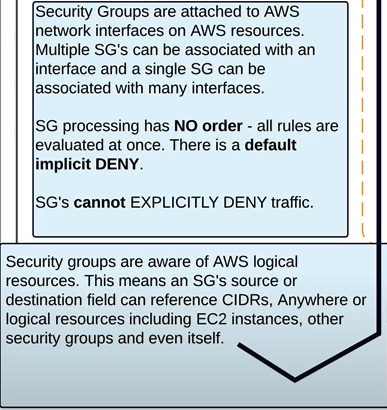 Security Groups are attached to AWS
network interfaces on AWS resources.
Multiple SG's can be associated with an
interface and a single SG can be
associated with many interfaces.
SG processing has NO order - all rules are
evaluated at once. There is a default
implicit DENY.
SG's cannot EXPLICITLY DENY traffic.
Security groups are aware of AWS logical
resources. This means an SG's source or
destination field can reference CIDRs, Anywhere or
logical resources including EC2 instances, other
security groups and even itself.